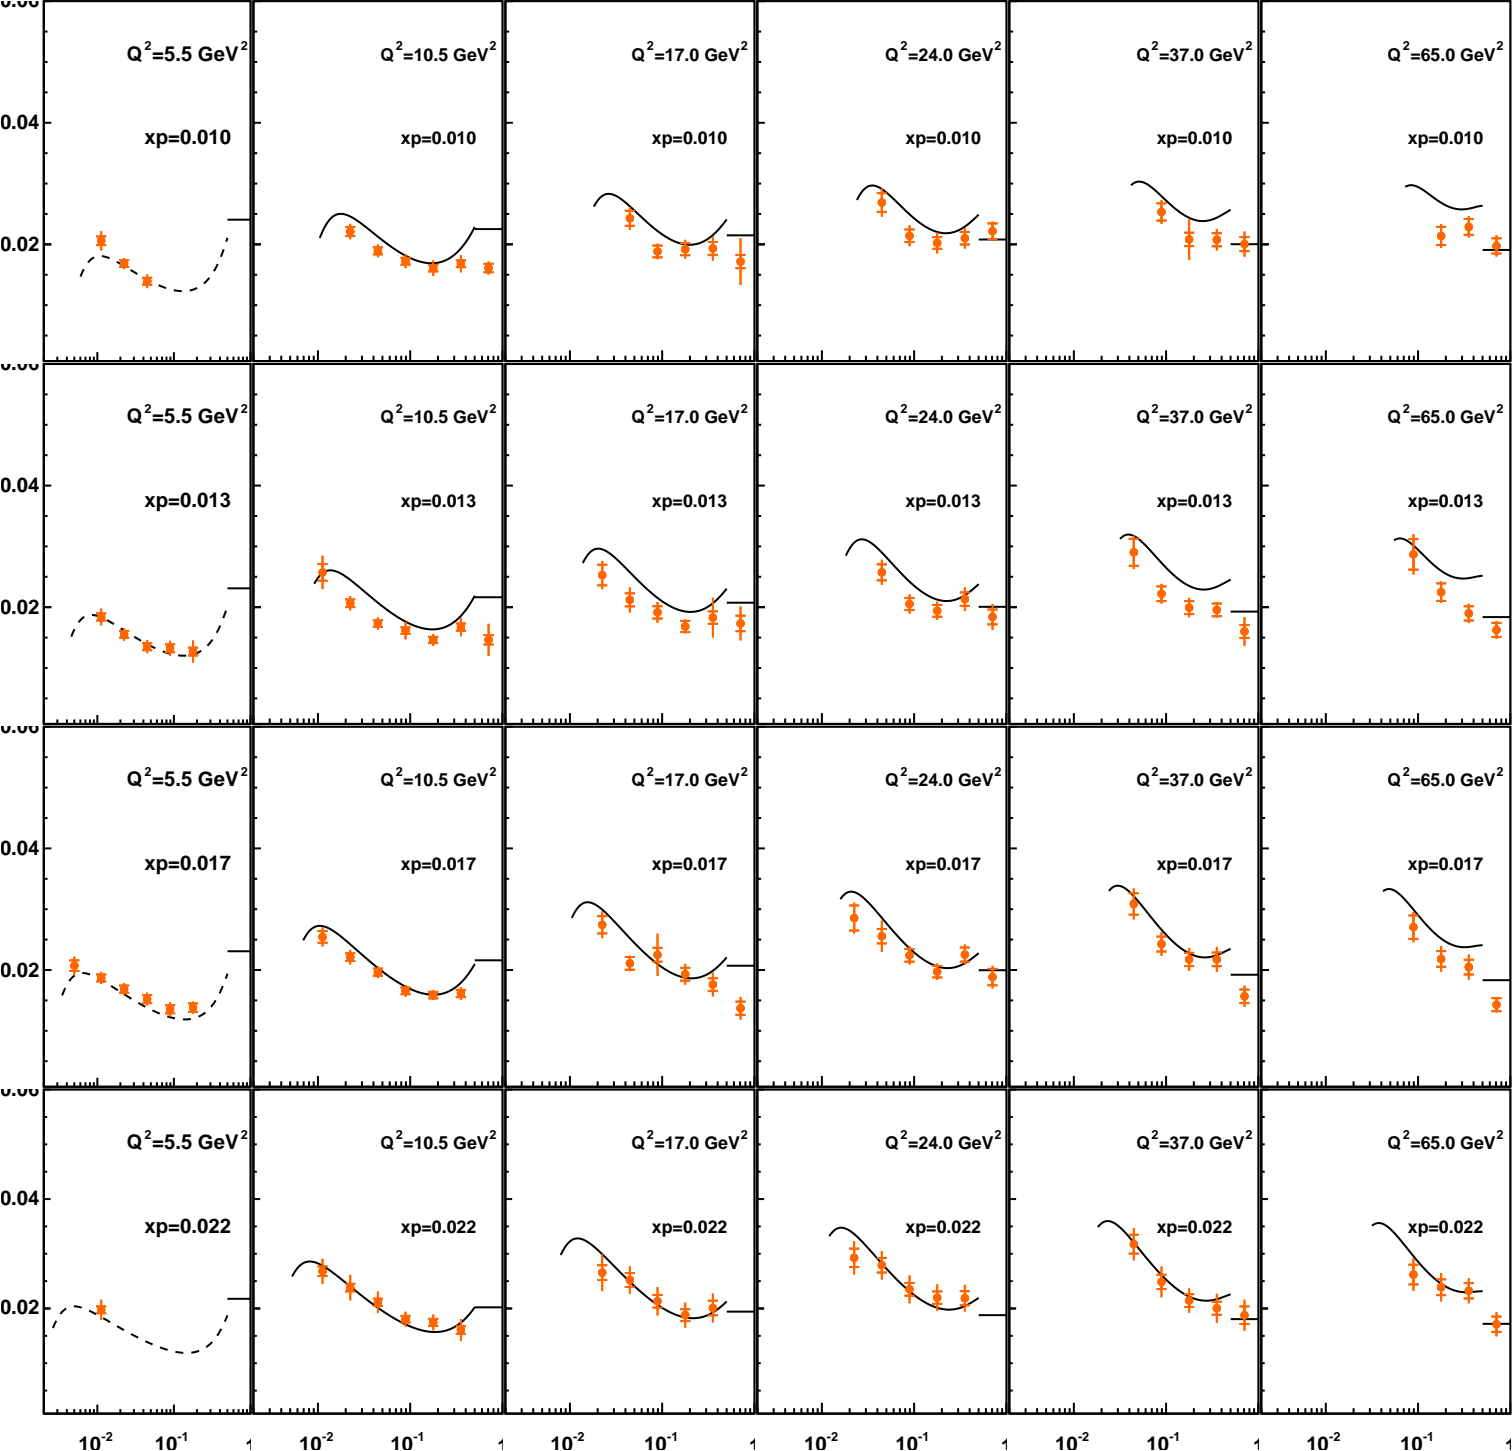 0.06
Q²=5.5 GeV² Q²=10.5 GeV² Q²=17.0 GeV² Q²=24.0 GeV² Q²=37.0 GeV² Q²=65.0 GeV²
0.04
xp=0.010 xp=0.010 xp=0.010 xp=0.010 xp=0.010 xp=0.010
0.02
0.06
Q²=5.5 GeV² Q²=10.5 GeV² Q²=17.0 GeV² Q²=24.0 GeV² Q²=37.0 GeV² Q²=65.0 GeV²
0.04
xp=0.013 xp=0.013 xp=0.013 xp=0.013 xp=0.013 xp=0.013
0.02
0.06
Q²=5.5 GeV² Q²=10.5 GeV² Q²=17.0 GeV² Q²=24.0 GeV² Q²=37.0 GeV² Q²=65.0 GeV²
0.04
xp=0.017 xp=0.017 xp=0.017 xp=0.017 xp=0.017 xp=0.017
0.02
0.06
Q²=5.5 GeV² Q²=10.5 GeV² Q²=17.0 GeV² Q²=24.0 GeV² Q²=37.0 GeV² Q²=65.0 GeV²
0.04
xp=0.022 xp=0.022 xp=0.022 xp=0.022 xp=0.022 xp=0.022
0.02
10⁻² 10⁻¹ 1 10⁻² 10⁻¹ 1 10⁻² 10⁻¹ 1 10⁻² 10⁻¹ 1 10⁻² 10⁻¹ 1 10⁻² 10⁻¹ 1